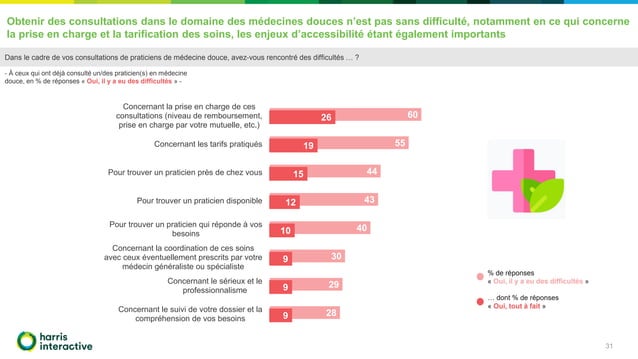 Obtenir des consultations dans le domaine des médecines douces n'est pas sans difficulté, notamment en ce qui concerne
la prise en charge et la tarification des soins, les enjeux d'accessibilité étant également importants
Dans le cadre de vos consultations de praticiens de médecine douce, avez-vous rencontré des difficultés … ?
- À ceux qui ont déjà consulté un/des praticien(s) en médecine
douce, en % de réponses « Oui, il y a eu des difficultés » -
Concernant la prise en charge de ces
consultations (niveau de remboursement,
prise en charge par votre mutuelle, etc.)
26 60
Concernant les tarifs pratiqués 19 55
Pour trouver un praticien près de chez vous 15 44
Pour trouver un praticien disponible 12 43
Pour trouver un praticien qui réponde à vos
besoins
10 40
Concernant la coordination de ces soins
avec ceux éventuellement prescrits par votre
médecin généraliste ou spécialiste
9 30
Concernant le sérieux et le
professionnalisme
9 29
Concernant le suivi de votre dossier et la
compréhension de vos besoins
9 28
% de réponses
« Oui, il y a eu des difficultés »
… dont % de réponses
« Oui, tout à fait »
harris
interactive
31